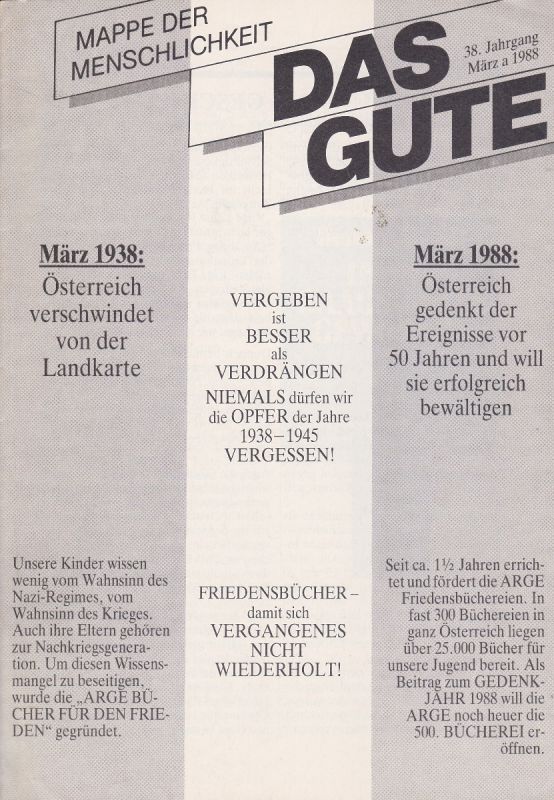 MAPPE DER
MENSCHLICHKEIT
DAS
GUTE
38. Jahrgang
März a 1988
März 1938:
Österreich
verschwindet
von der
Landkarte
VERGEBEN
ist
BESSER
als
VERDRÄNGEN
NIEMALS dürfen wir
die OPFER der Jahre
1938–1945
VERGESSEN!
März 1988:
Österreich
gedenkt der
Ereignisse vor
50 Jahren und will
sie erfolgreich
bewältigen
Unsere Kinder wissen
wenig vom Wahnsinn des
Nazi-Regimes, vom
Wahnsinn des Krieges.
Auch ihre Eltern gehören
zur Nachkriegsgenera-
tion. Um diesen Wissens-
mangel zu beseitigen,
wurde die „ARGE BÜ-
CHER FÜR DEN FRIE-
DEN“ gegründet.
FRIEDENSBÜCHER –
damit sich
VERGANGENES
NICHT
WIEDERHOLT!
Seit ca. 1½ Jahren errich-
tet und fördert die ARGE
Friedensbüchereien. In
fast 300 Büchereien in
ganz Österreich liegen
über 25.000 Bücher für
unsere Jugend bereit. Als
Beitrag zum GEDENK-
JAHR 1988 will die
ARGE noch heuer die
500. BÜCHEREI er-
öffnen.